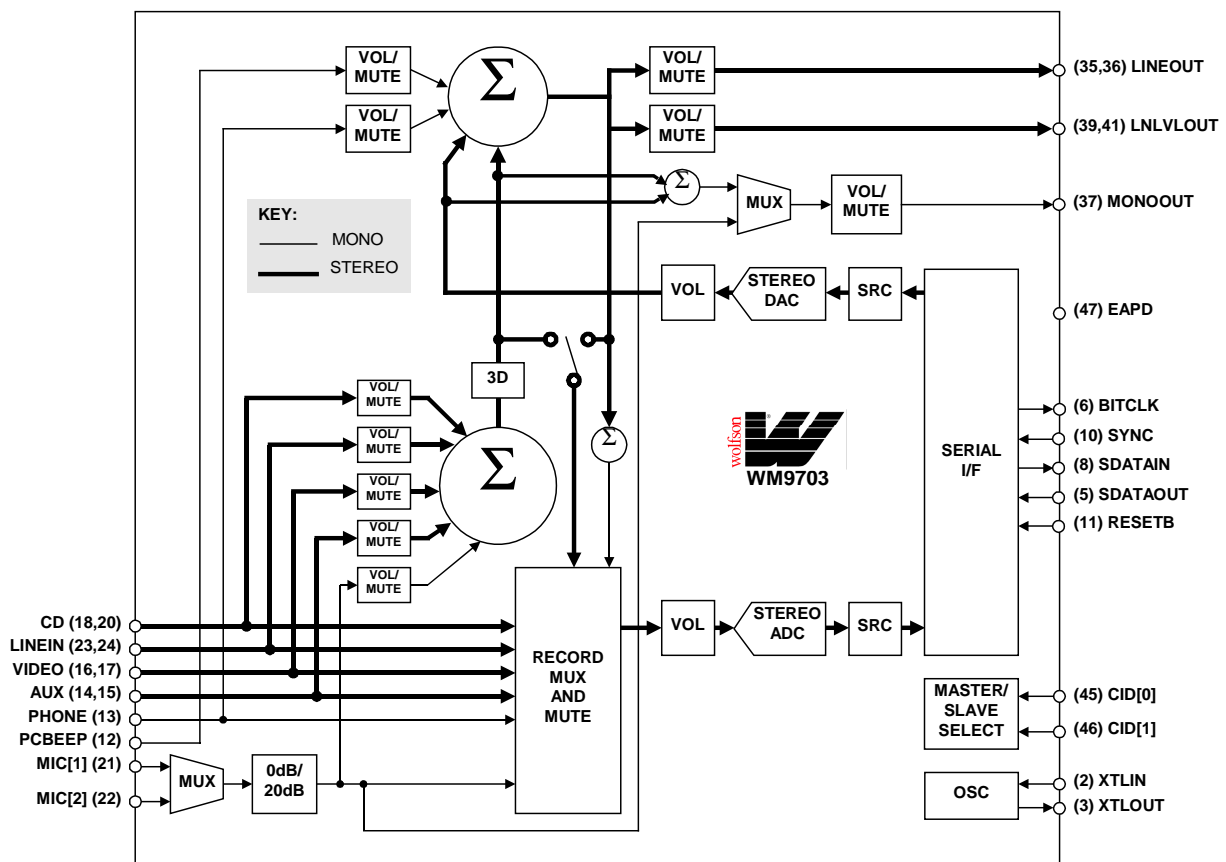 VOL/
MUTE
Σ
VOL/
MUTE
(35,36) LINEOUT
VOL/
MUTE
VOL/
MUTE
(39,41) LNLVLOUT
Σ
MUX
VOL/
MUTE
(37) MONOOUT
KEY:
MONO
STEREO
VOL
STEREO
DAC
SRC
(47) EAPD
3D
VOL/
MUTE
VOL/
MUTE
VOL/
MUTE
VOL/
MUTE
VOL/
MUTE
Σ
Σ
wolfson
®
WM9703
SERIAL
I/F
(6) BITCLK
(10) SYNC
(8) SDATAIN
(5) SDATAOUT
(11) RESETB
CD (18,20)
LINEIN (23,24)
VIDEO (16,17)
AUX (14,15)
PHONE (13)
PCBEEP (12)
MIC[1] (21)
MIC[2] (22)
MUX
0dB/
20dB
RECORD
MUX
AND
MUTE
VOL
STEREO
ADC
SRC
MASTER/
SLAVE
SELECT
(45) CID[0]
(46) CID[1]
OSC
(2) XTLIN
(3) XTLOUT